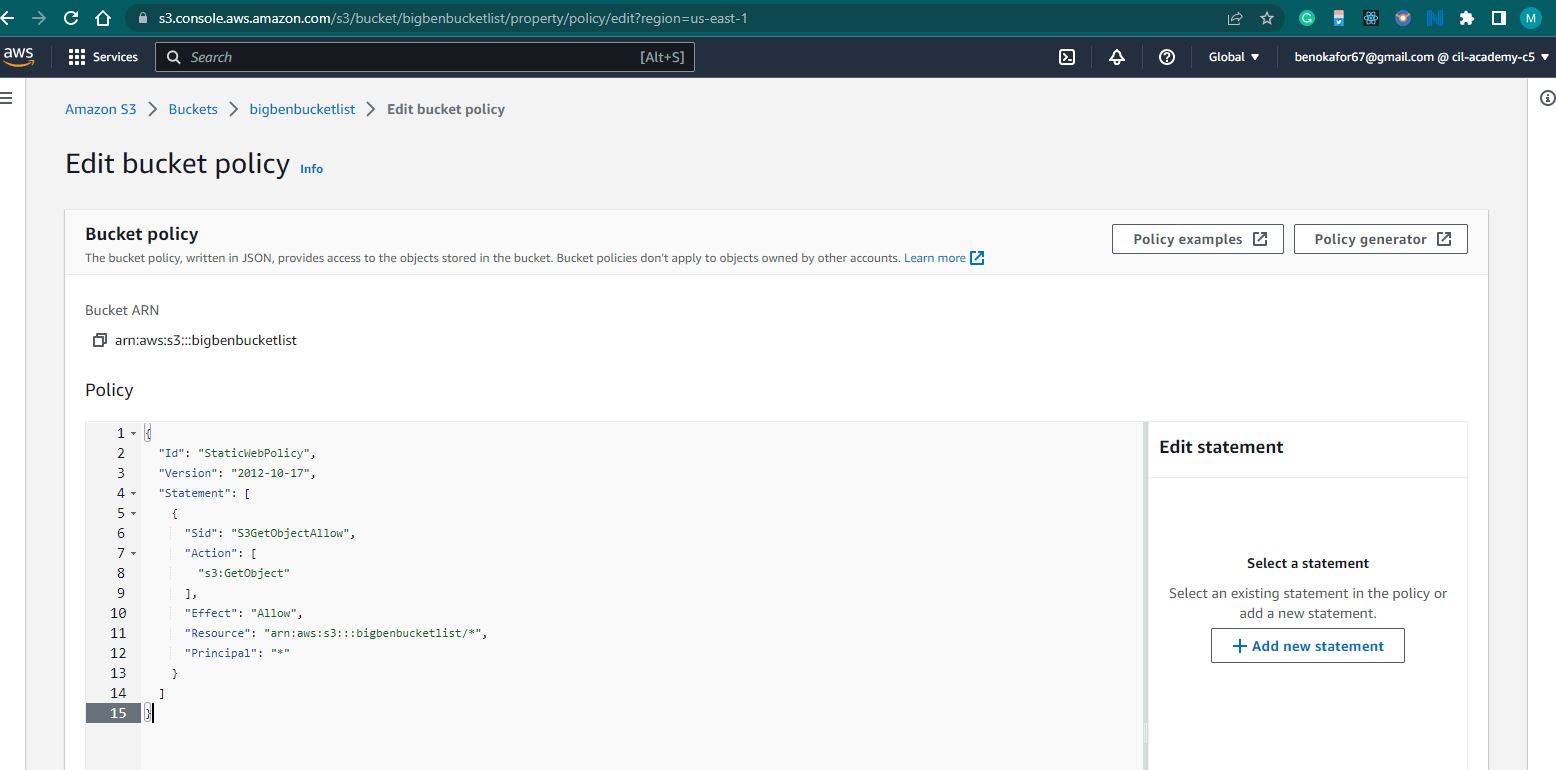 s3.console.aws.amazon.com/s3/bucket/bigbenbucketlist/property/policy/edit?region=us-east-1
G N M
aws Services Search [Alt+S] Global benokafor67@gmail.com @ cil-academy-c5
Amazon S3 > Buckets > bigbenbucketlist > Edit bucket policy
Edit bucket policy Info
Bucket policy
The bucket policy, written in JSON, provides access to the objects stored in the bucket. Bucket policies don't apply to objects owned by other accounts. Learn more
Policy examples Policy generator
Bucket ARN
arn:aws:s3:::bigbenbucketlist
Policy
1 {
2 "Id": "StaticWebPolicy",
3 "Version": "2012-10-17",
4 "Statement": [
5 {
6 "Sid": "S3GetObjectAllow",
7 "Action": [
8 "s3:GetObject"
9 ],
10 "Effect": "Allow",
11 "Resource": "arn:aws:s3:::bigbenbucketlist/*",
12 "Principal": "*"
13 }
14 ]
15 }
Edit statement
Select a statement
Select an existing statement in the policy or
add a new statement.
+ Add new statement